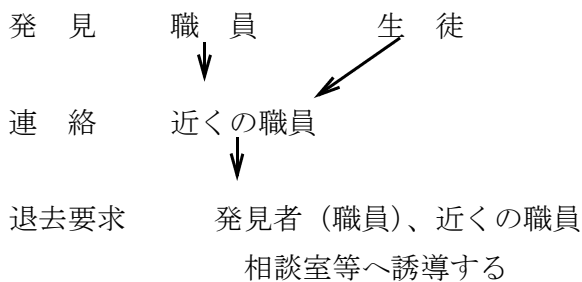 発　見　　職　員　　　　生　徒
連　絡　　近くの職員
退去要求　　　発見者（職員）、近くの職員
相談室等へ誘導する